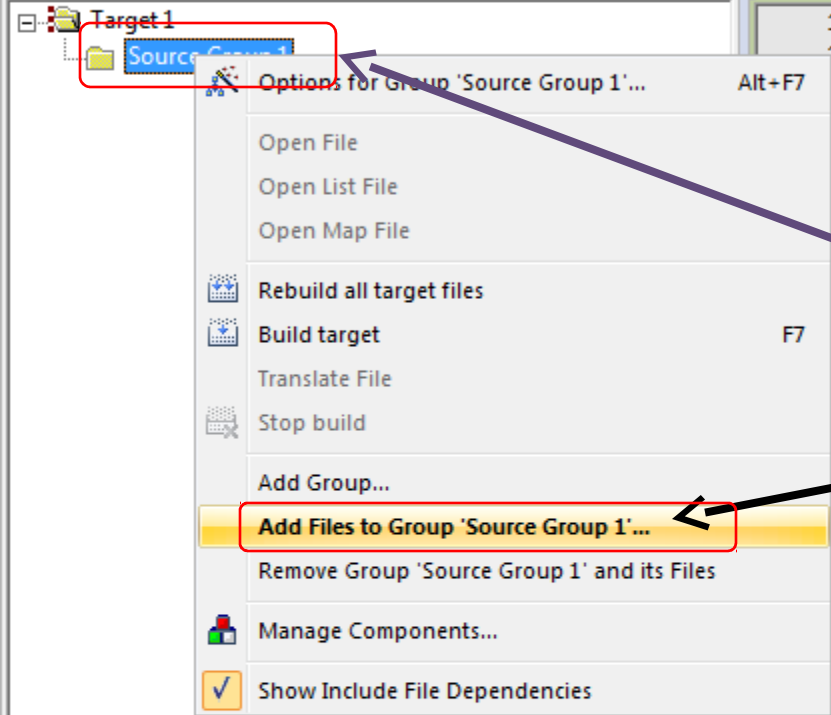 Target 1
Source Group 1
Options for Group 'Source Group 1'... Alt+F7
Open File
Open List File
Open Map File
Rebuild all target files
Build target F7
Translate File
Stop build
Add Group...
Add Files to Group 'Source Group 1'...
Remove Group 'Source Group 1' and its Files
Manage Components...
Show Include File Dependencies